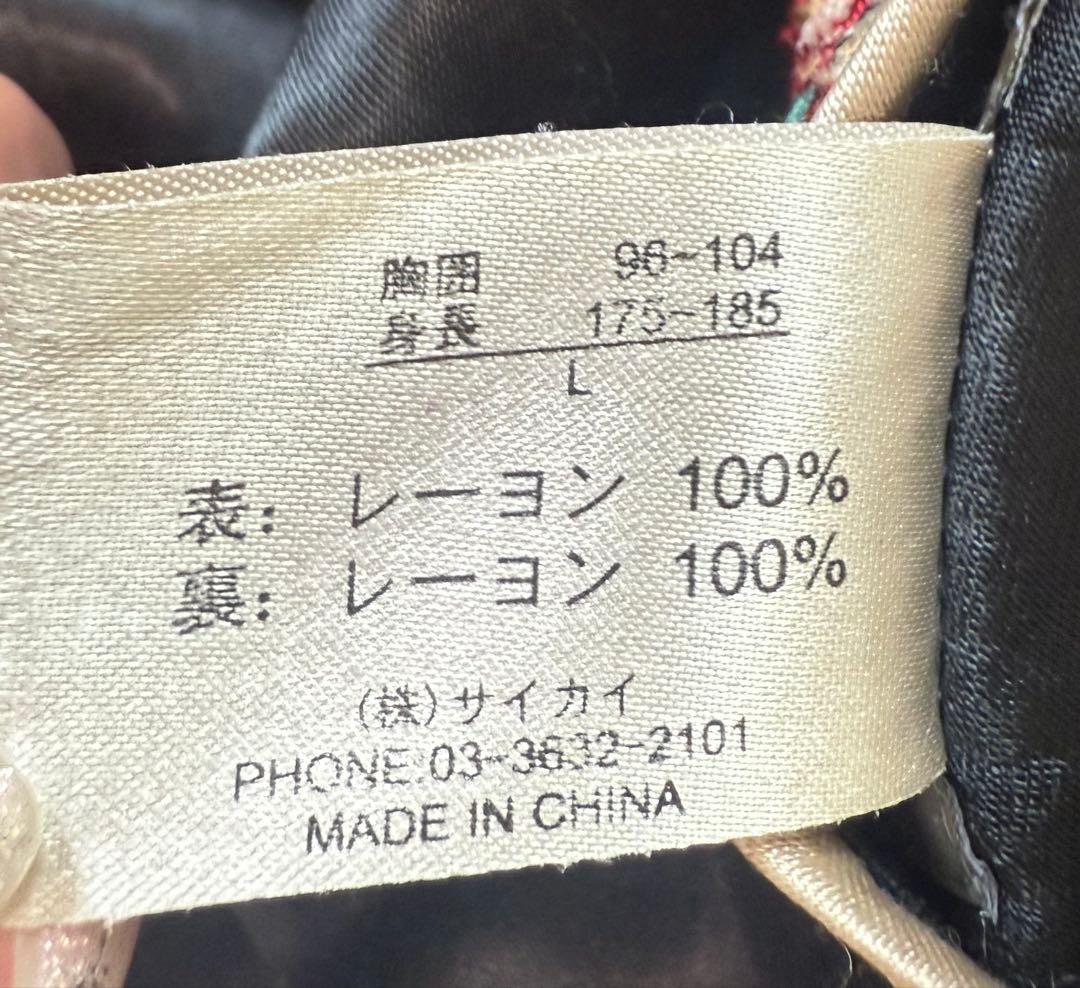 胸囲 96~104
身長 175~185
L
表: レーヨン 100%
裏: レーヨン 100%
(株)サイカイ
PHONE:03-3632-2101
MADE IN CHINA